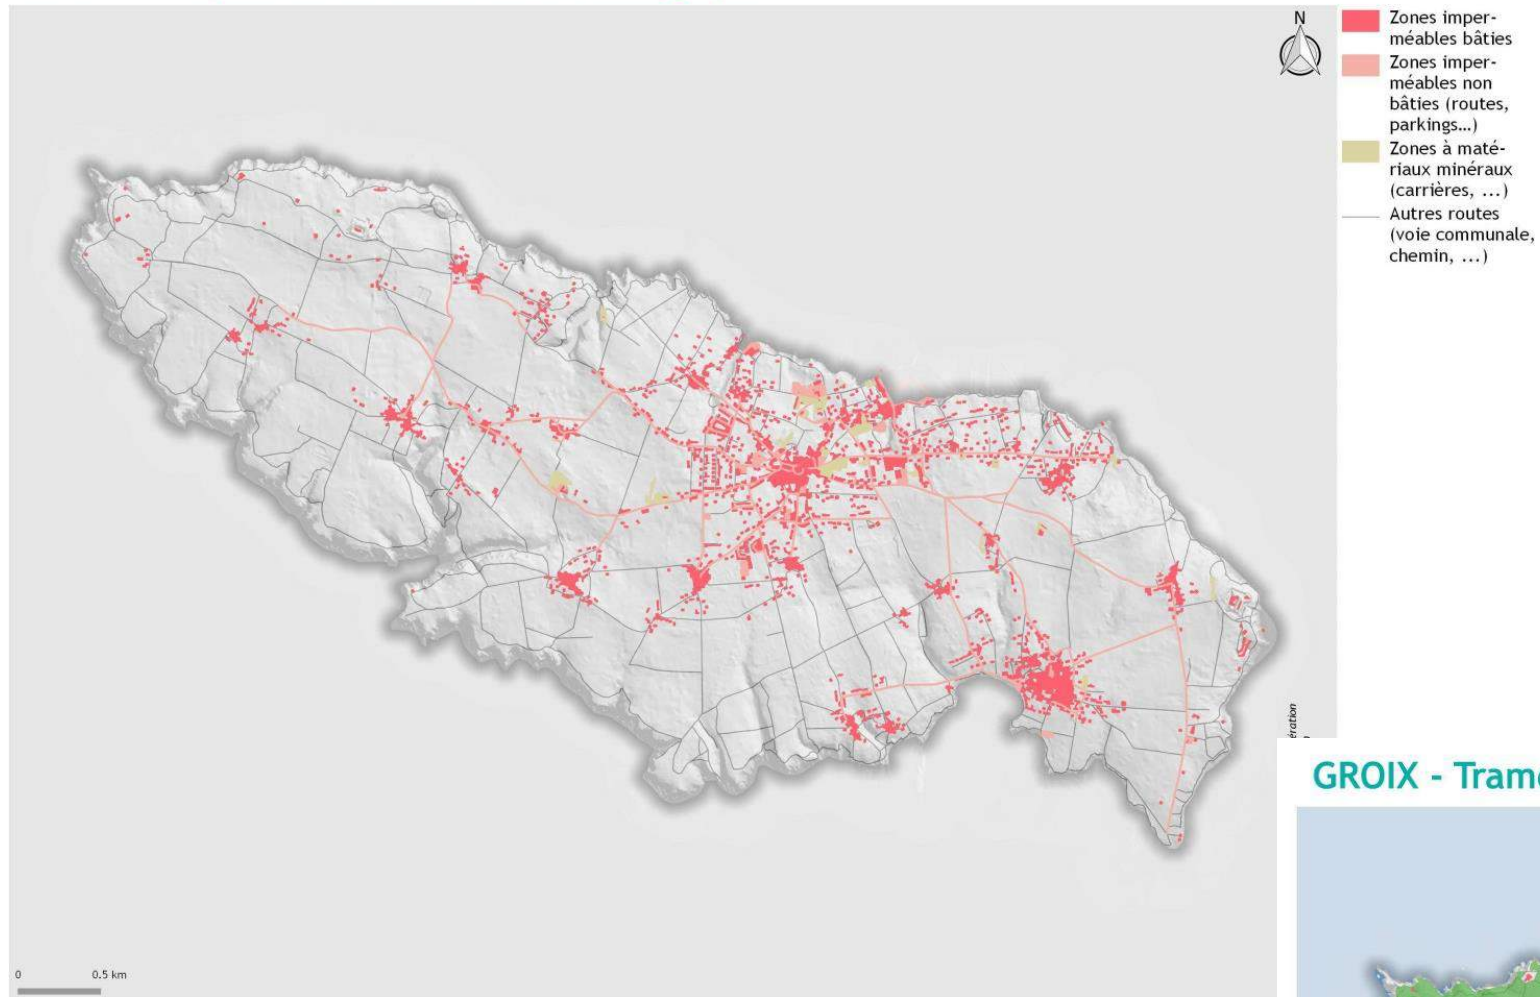 N
Zones imper-
méables bâties
Zones imper-
méables non
bâties (routes,
parkings...)
Zones à maté-
riaux minéraux
(carrières, ...)
Autres routes
(voie communale,
chemin, ...)
GROIX - Tram
0
0.5 km